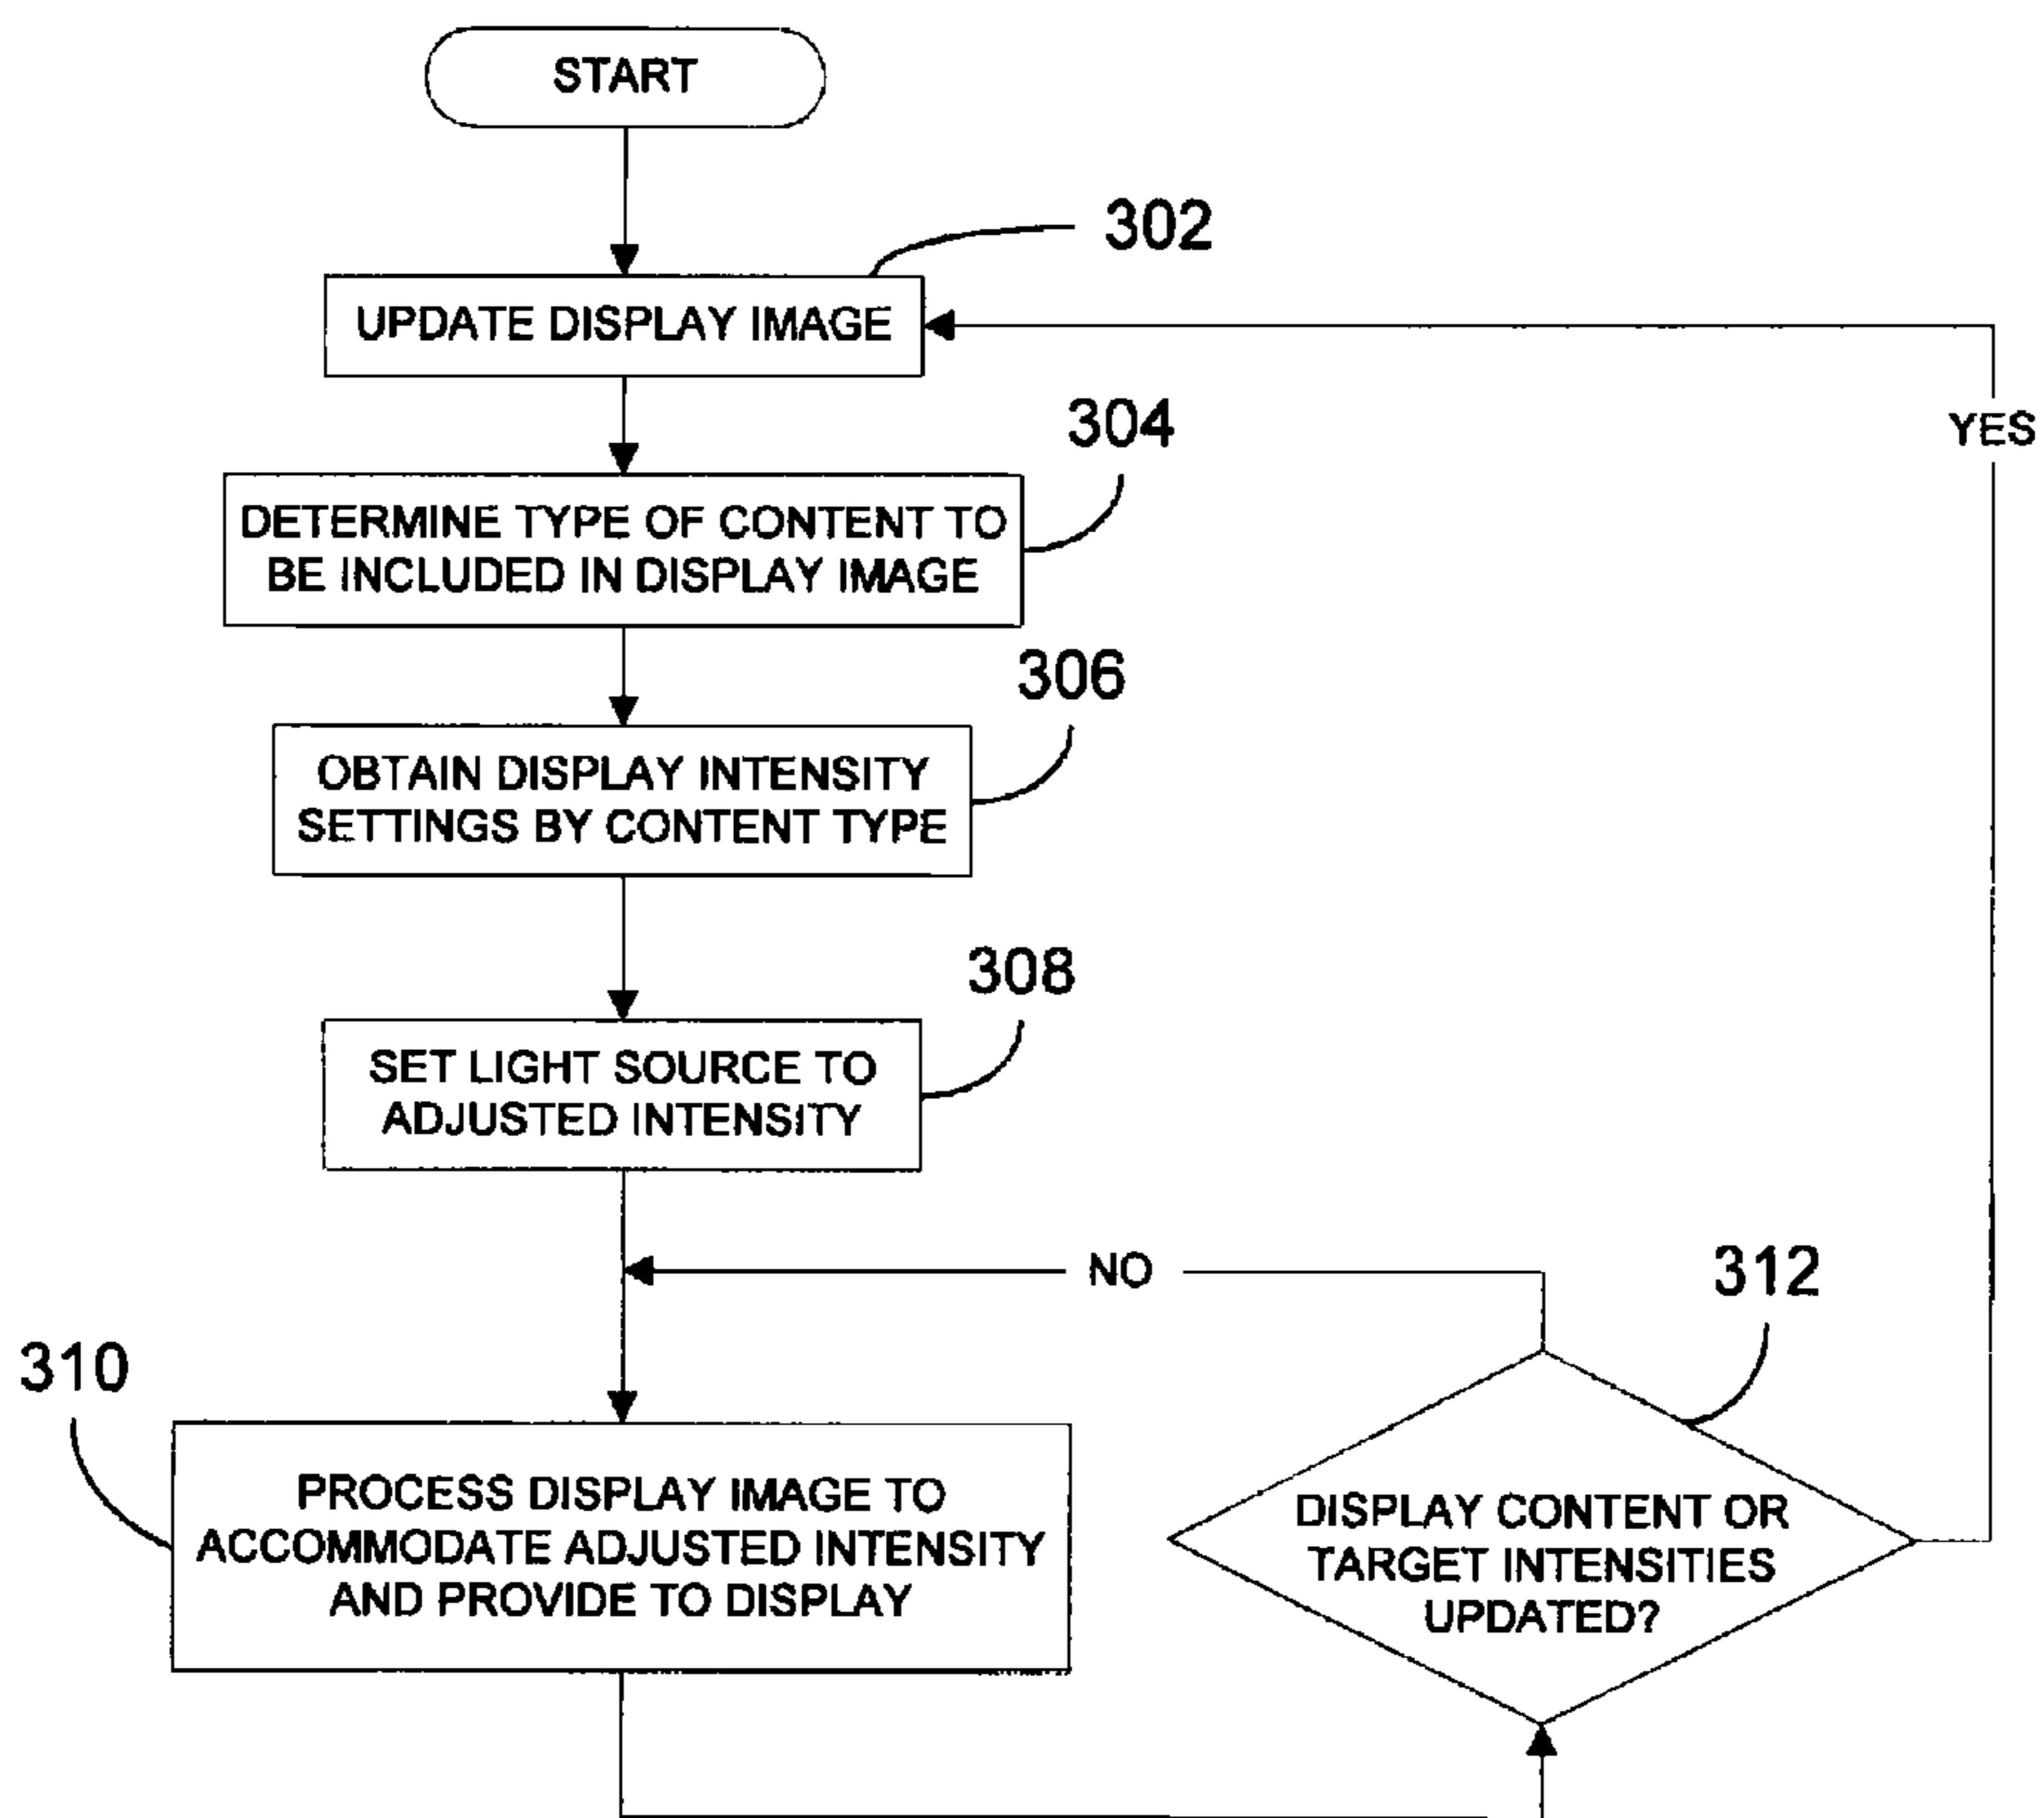 START
302
UPDATE DISPLAY IMAGE
304
YES
DETERMINE TYPE OF CONTENT TO
BE INCLUDED IN DISPLAY IMAGE
306
OBTAIN DISPLAY INTENSITY
SETTINGS BY CONTENT TYPE
308
SET LIGHT SOURCE TO
ADJUSTED INTENSITY
NO
312
310
PROCESS DISPLAY IMAGE TO
ACCOMMODATE ADJUSTED INTENSITY
AND PROVIDE TO DISPLAY
DISPLAY CONTENT OR
TARGET INTENSITIES
UPDATED?